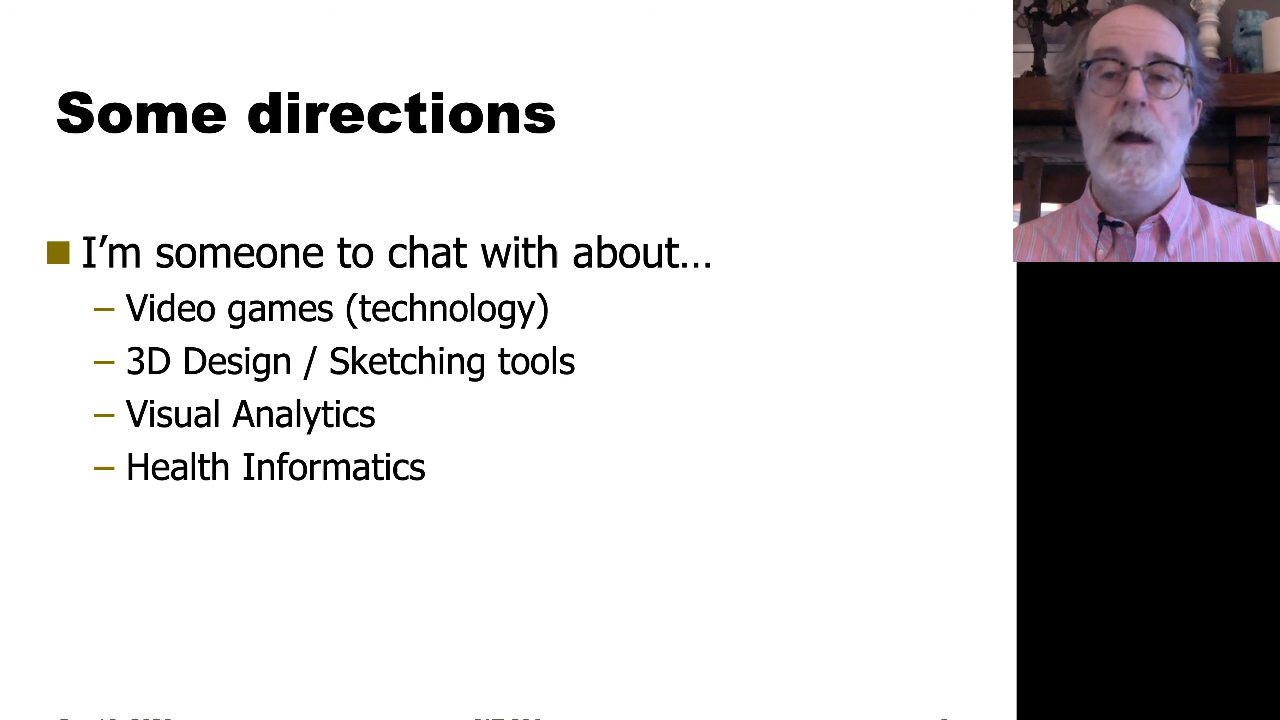 Some directions
■ I'm someone to chat with about…
– Video games (technology)
– 3D Design / Sketching tools
– Visual Analytics
– Health Informatics